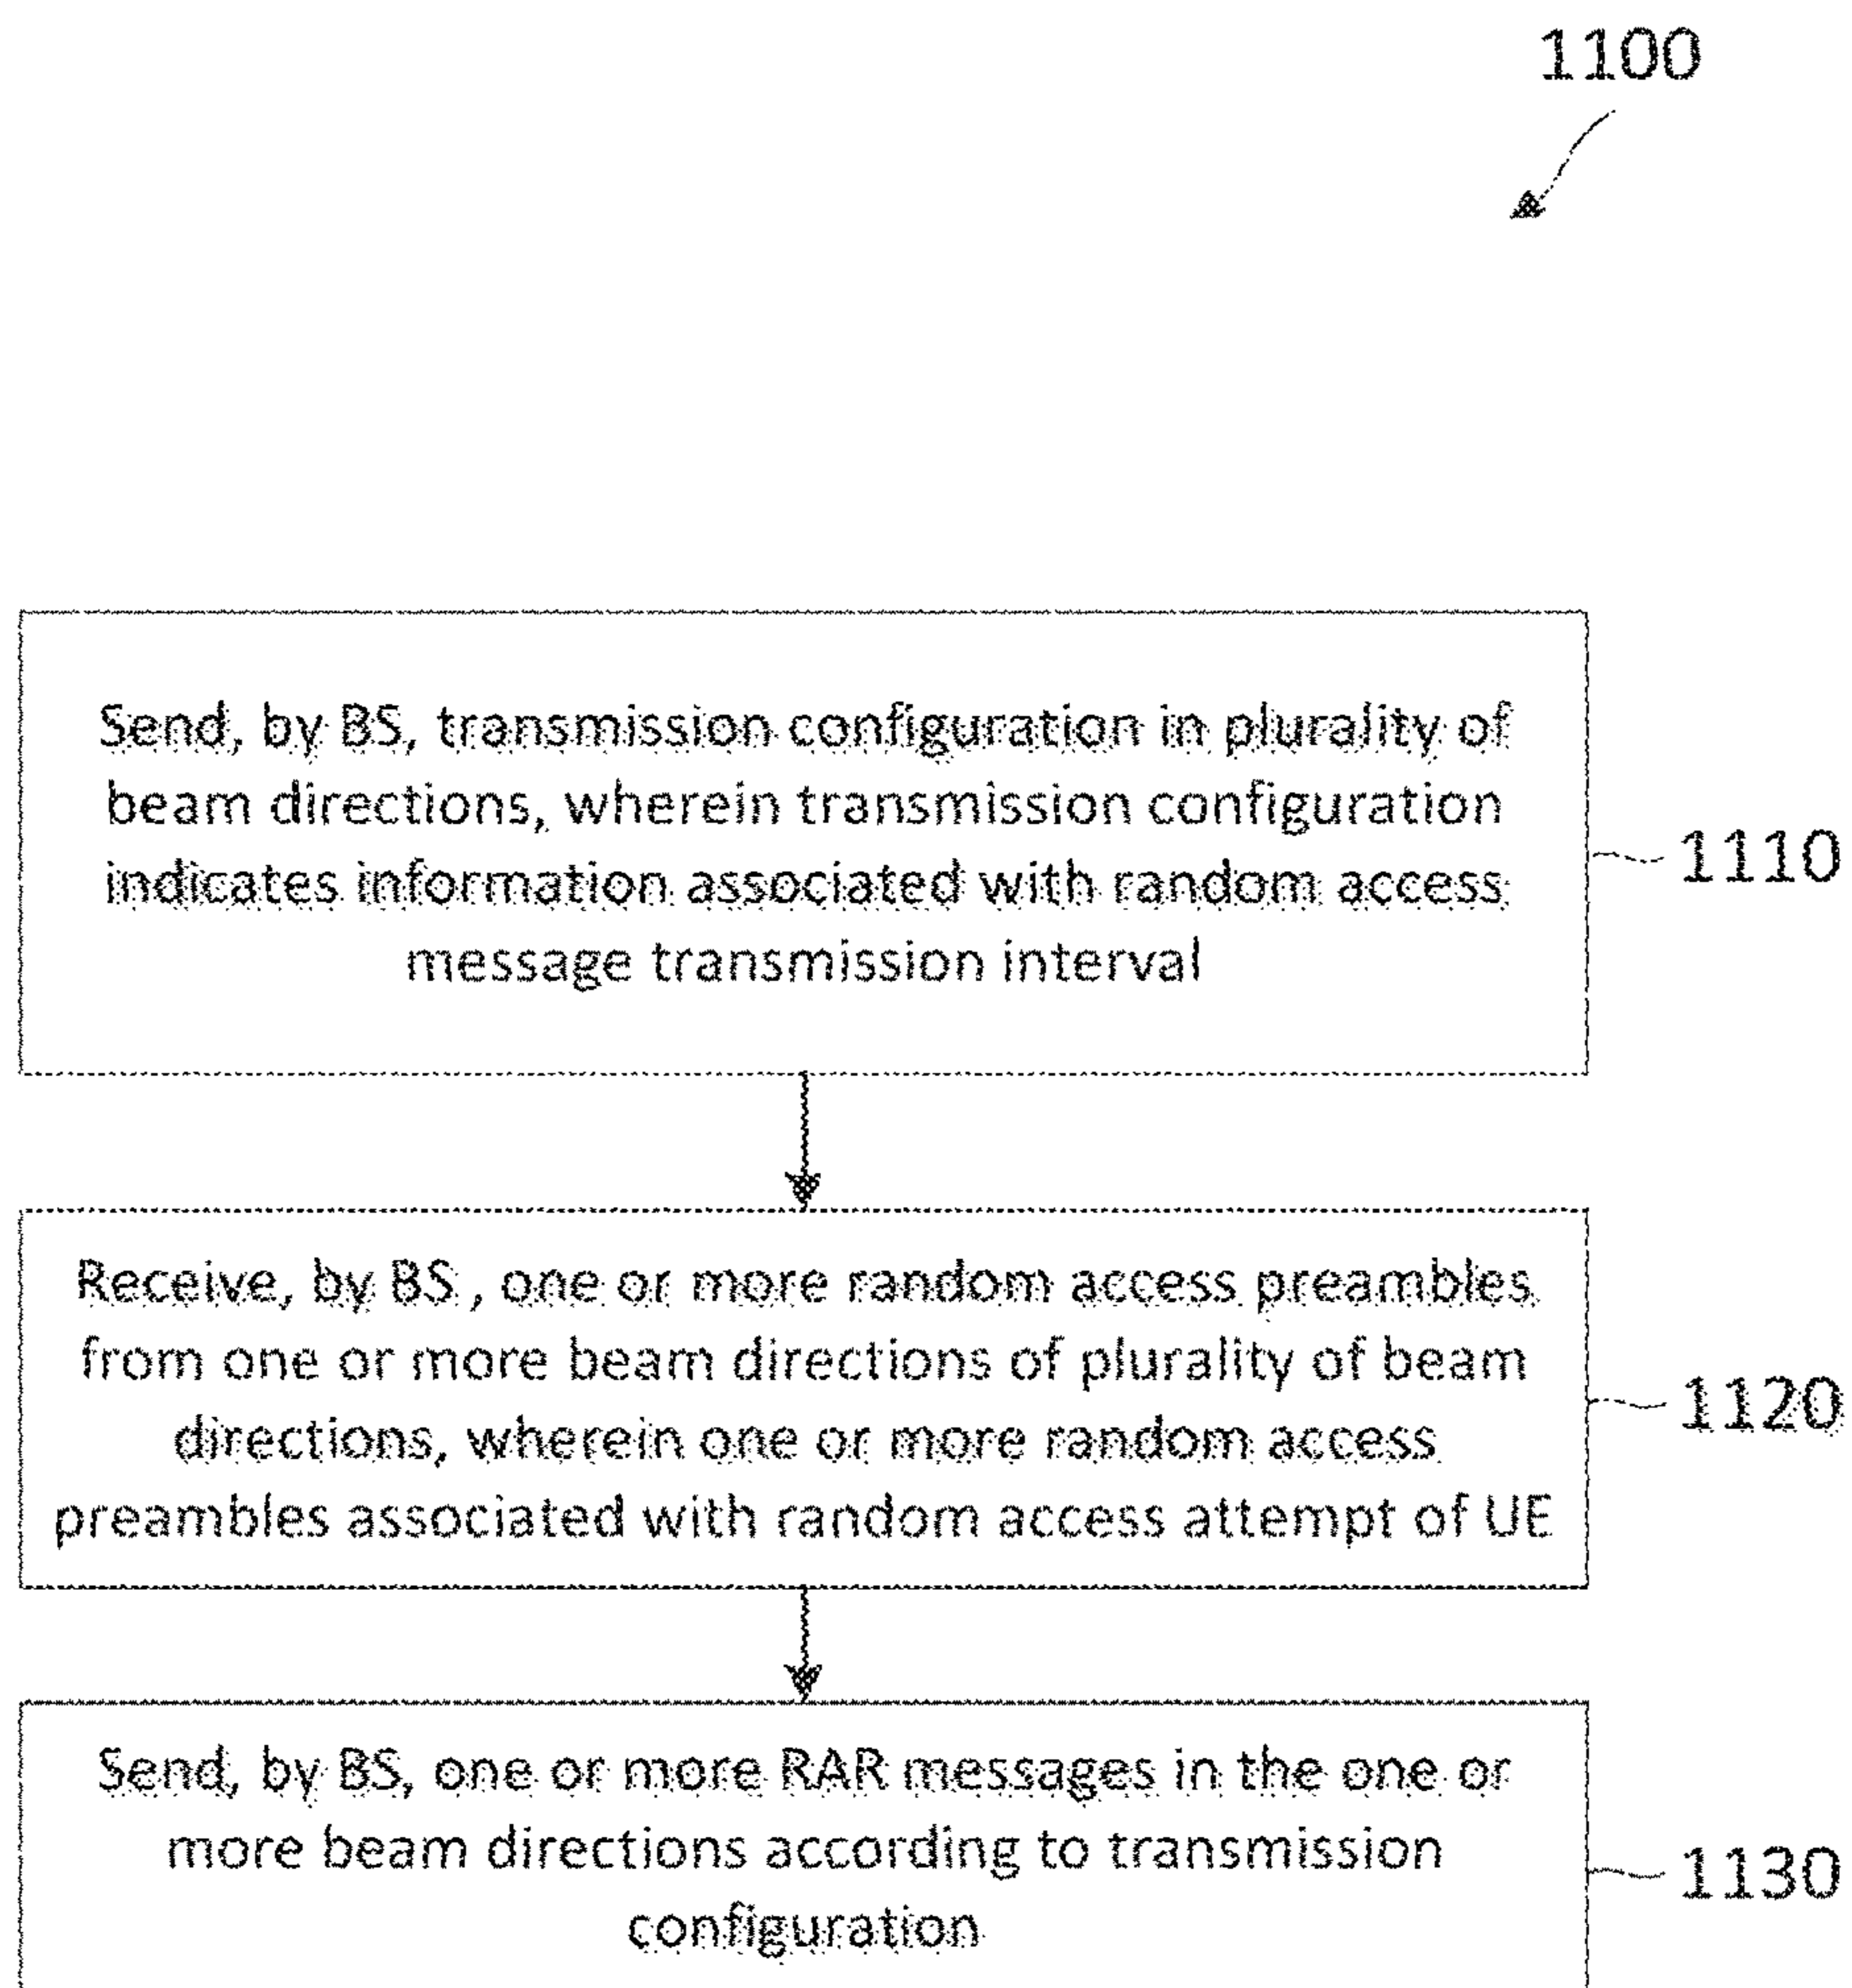 1100
Send, by BS, transmission configuration in plurality of
beam directions, wherein transmission configuration
indicates information associated with random access
message transmission interval
1110
Receive, by BS , one or more random access preambles
from one or more beam directions of plurality of beam
directions, wherein one or more random access
preambles associated with random access attempt of UE
1120
Send, by BS, one or more RAR messages in the one or
more beam directions according to transmission
configuration
1130